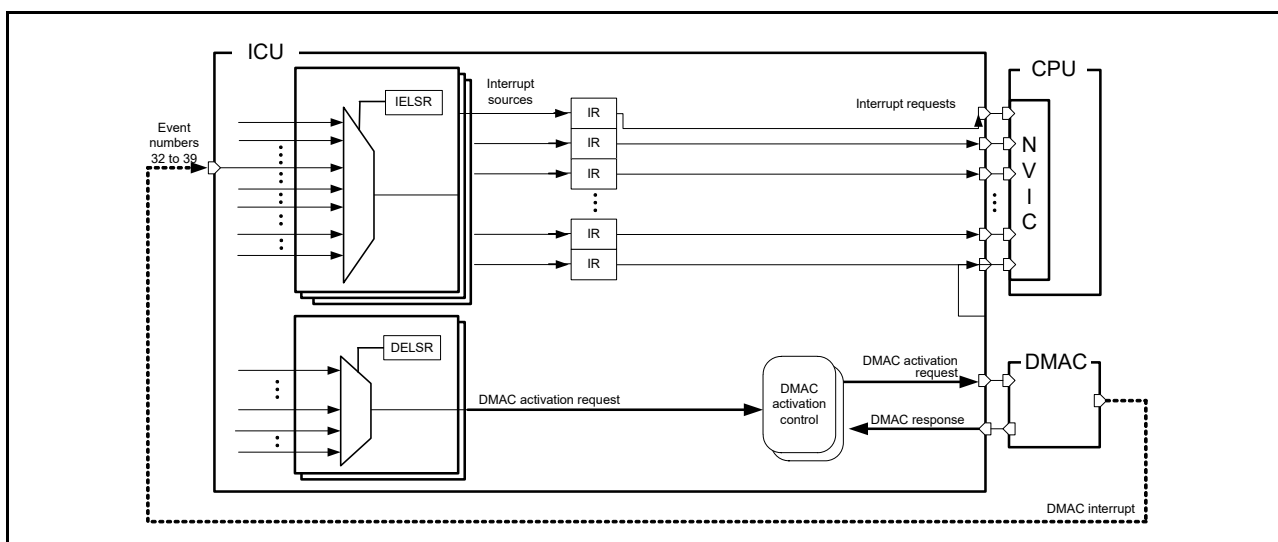 ICU
CPU
IELSR
Interrupt
sources
Interrupt requests
IR
IR
IR
IR
IR
N
V
I
C
Event
numbers
32 to 39
DELSR
DMAC activation request
DMAC
activation
control
DMAC activation
request
DMAC response
DMAC
DMAC interrupt